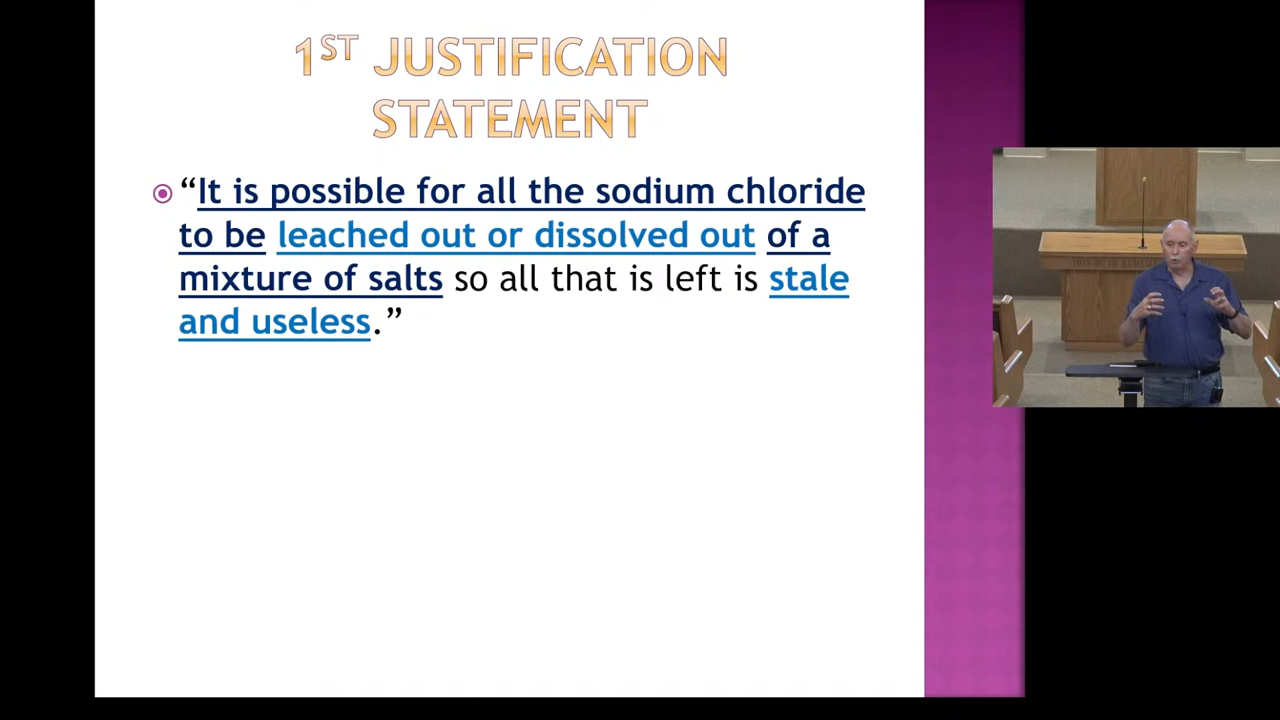 1ST JUSTIFICATION
STATEMENT
“It is possible for all the sodium chloride
to be leached out or dissolved out of a
mixture of salts so all that is left is stale
and useless.”